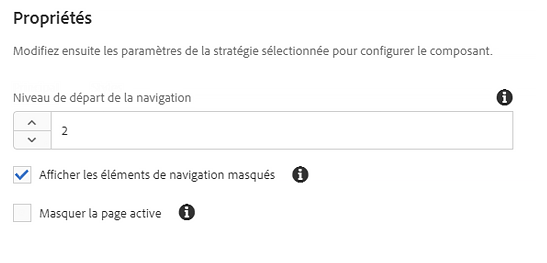 Propriétés
Modifiez ensuite les paramètres de la stratégie sélectionnée pour configurer le composant.
Niveau de départ de la navigation
2
Afficher les éléments de navigation masqués
Masquer la page active